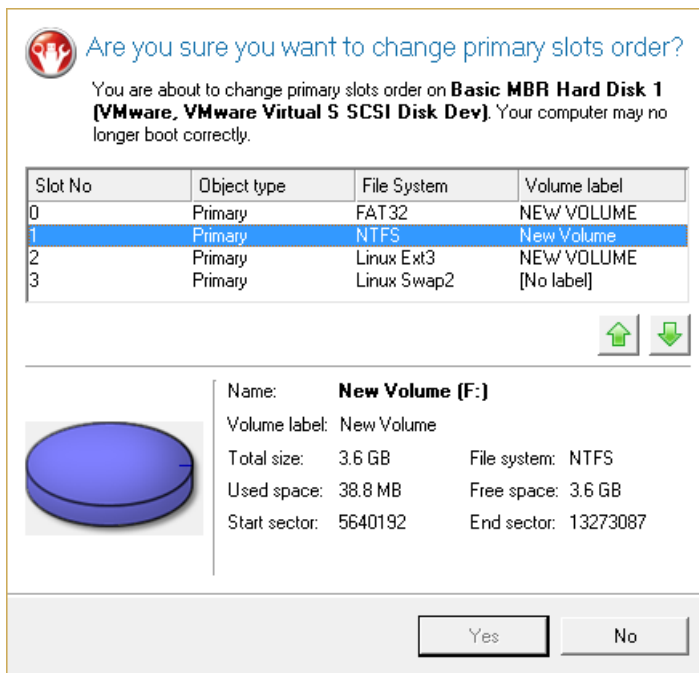 Are you sure you want to change primary slots order?
You are about to change primary slots order on Basic MBR Hard Disk 1
(VMware, VMware Virtual S SCSI Disk Dev). Your computer may no
longer boot correctly.
Slot No Object type File System Volume label
0 Primary FAT32 NEW VOLUME
1 Primary NTFS New Volume
2 Primary Linux Ext3 NEW VOLUME
3 Primary Linux Swap2 [No label]
Name: New Volume (F:)
Volume label: New Volume
Total size: 3.6 GB File system: NTFS
Used space: 38.8 MB Free space: 3.6 GB
Start sector: 5640192 End sector: 13273087
Yes No